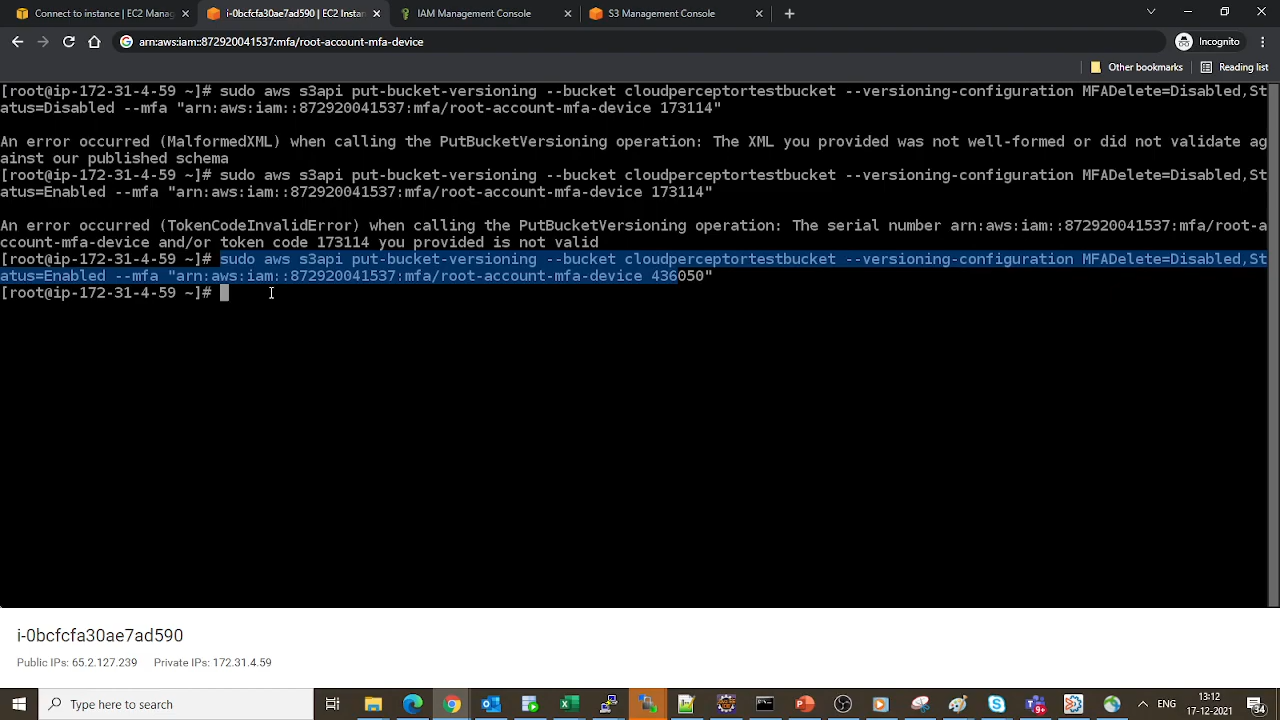 Connect to instance | EC2 Manag
i-0bcfcfa30ae7ad590 | EC2 Instan
IAM Management Console
S3 Management Console
arn:aws:iam::872920041537:mfa/root-account-mfa-device
Incognito
Other bookmarks
Reading list
[root@ip-172-31-4-59 ~]# sudo aws s3api put-bucket-versioning --bucket cloudperceptortestbucket --versioning-configuration MFADelete=Disabled,St
atus=Disabled --mfa "arn:aws:iam::872920041537:mfa/root-account-mfa-device 173114"
An error occurred (MalformedXML) when calling the PutBucketVersioning operation: The XML you provided was not well-formed or did not validate ag
ainst our published schema
[root@ip-172-31-4-59 ~]# sudo aws s3api put-bucket-versioning --bucket cloudperceptortestbucket --versioning-configuration MFADelete=Disabled,St
atus=Enabled --mfa "arn:aws:iam::872920041537:mfa/root-account-mfa-device 173114"
An error occurred (TokenCodeInvalidError) when calling the PutBucketVersioning operation: The serial number arn:aws:iam::872920041537:mfa/root-a
ccount-mfa-device and/or token code 173114 you provided is not valid
[root@ip-172-31-4-59 ~]# sudo aws s3api put-bucket-versioning --bucket cloudperceptortestbucket --versioning-configuration MFADelete=Disabled,St
atus=Enabled --mfa "arn:aws:iam::872920041537:mfa/root-account-mfa-device 436050"
[root@ip-172-31-4-59 ~]#
i-0bcfcfa30ae7ad590
Public IPs: 65.2.127.239 Private IPs: 172.31.4.59
Type here to search
ENG
13:12
17-12-2021